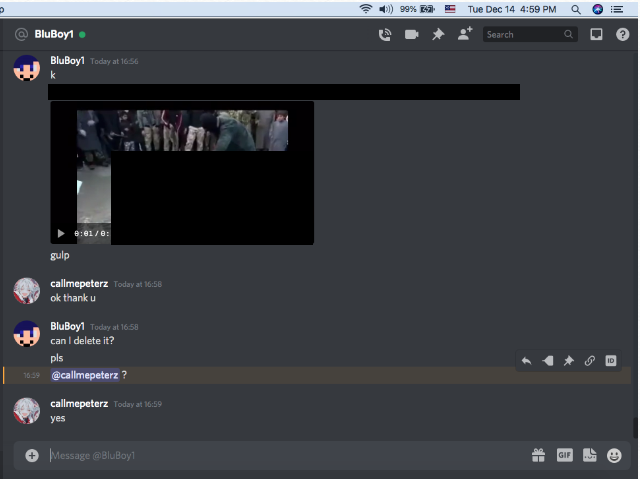 99%
Tue Dec 14 4:59 PM
@ BluBoy1
Search
BluBoy1 Today at 16:56
k
0:01 / 0:
gulp
callmepeterz Today at 16:58
ok thank u
BluBoy1 Today at 16:58
can I delete it?
pls
16:59 @callmepeterz ?
ID
callmepeterz Today at 16:59
yes
Message @BluBoy1
GIF